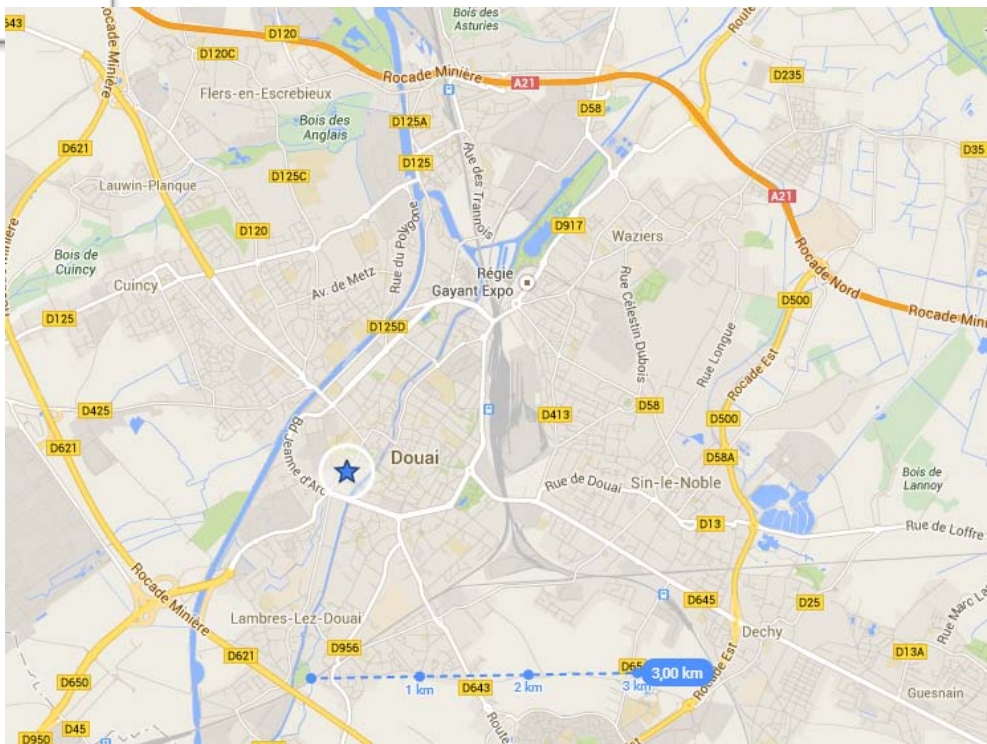 643
D120
Bois des
Asturies
Route
Rocade Minière
D120C
Rocade Minière
A21
D235
Flers-en-Escrebieux
D58
Bois des
Anglais
D125A
D621
D125
D35
Rue des Trannois
Lauwin-Planque
D125C
A21
D917
Rue du Polygone
D120
Waziers
Bois de
Cuincy
Régie
Gayant Expo
Rocade Nord
Cuincy
Av. de Metz
D500
D125
D125D
Rue Célestin Dubois
Rue Longue
Rocade Est
D425
D413
D58
D500
D621
Bd Jeanne d'Arc
Douai
D58A
Rue de Douai
Sin-le-Noble
Bois de
Lannoy
D13
Rue de Loffre
Rocade Minière
D645
D25
Lambres-Lez-Douai
Dechy
D956
D621
D13A
D650
3,00 km
1 km
2 km
3 km
D643
Rocade Est
Guesnain
D45
Route
D950